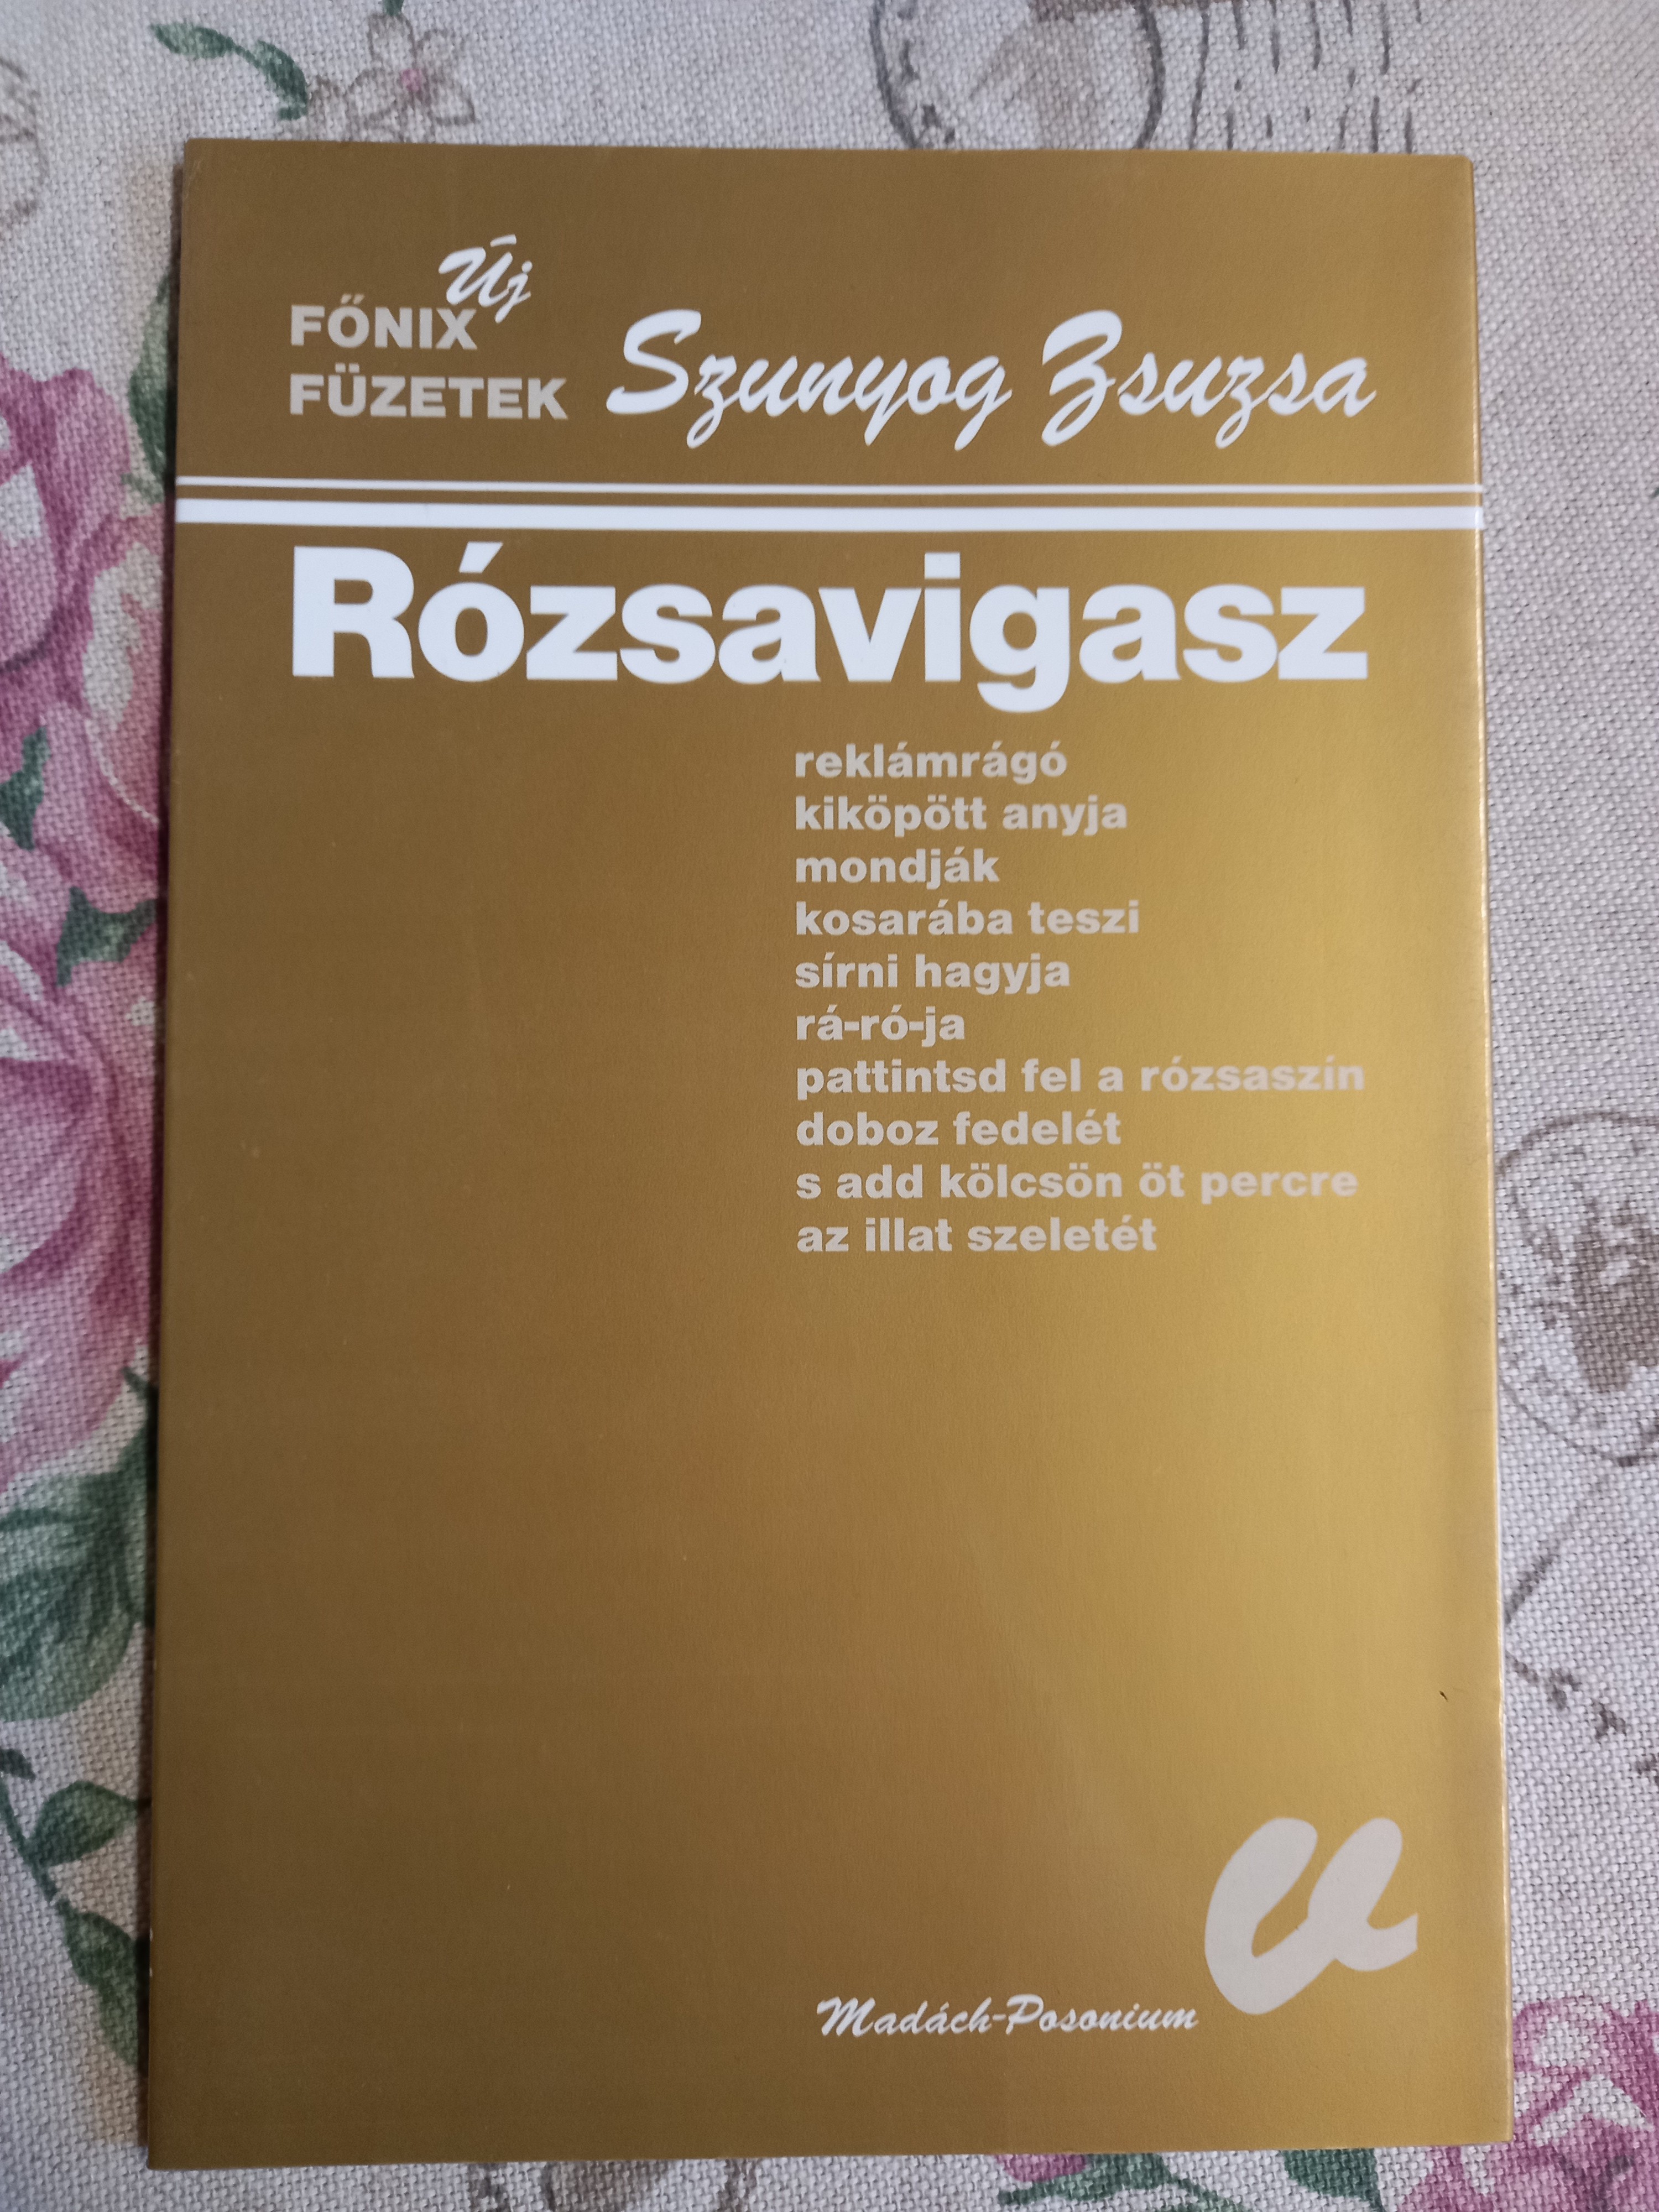 Új
FŐNIX
FÜZETEK
Szunyog Zsuzsa
Rózsavigasz
reklámrágó
kiköpött anyja
mondják
kosarába teszi
sírni hagyja
rá-ró-ja
pattintsd fel a rózsaszín
doboz fedelét
s add kölcsön öt percre
az illat szeletét
Madách-Posonium